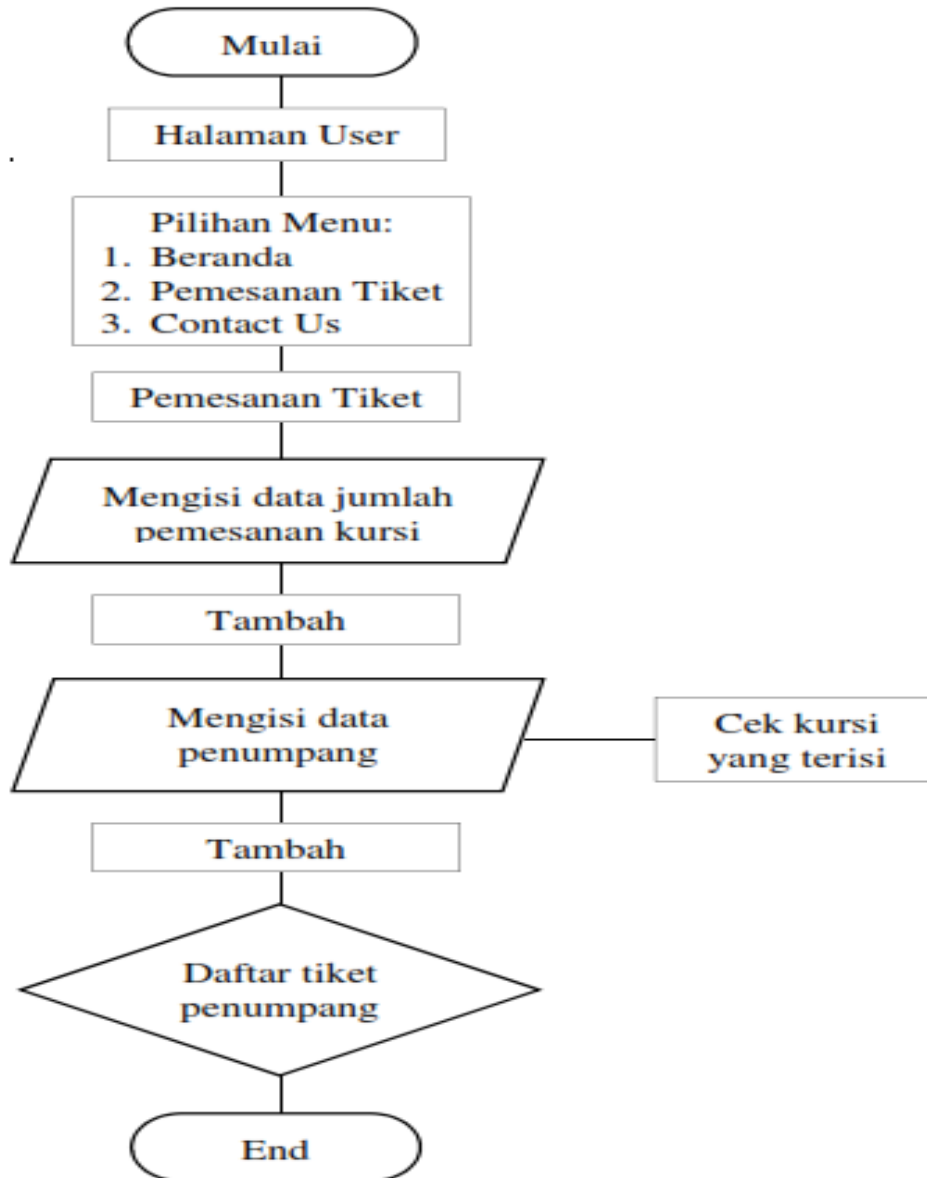 Mulai
Halaman User
Pilihan Menu:
1. Beranda
2. Pemesanan Tiket
3. Contact Us
Pemesanan Tiket
Mengisi data jumlah
pemesanan kursi
Tambah
Mengisi data
penumpang
Cek kursi
yang terisi
Tambah
Daftar tiket
penumpang
End